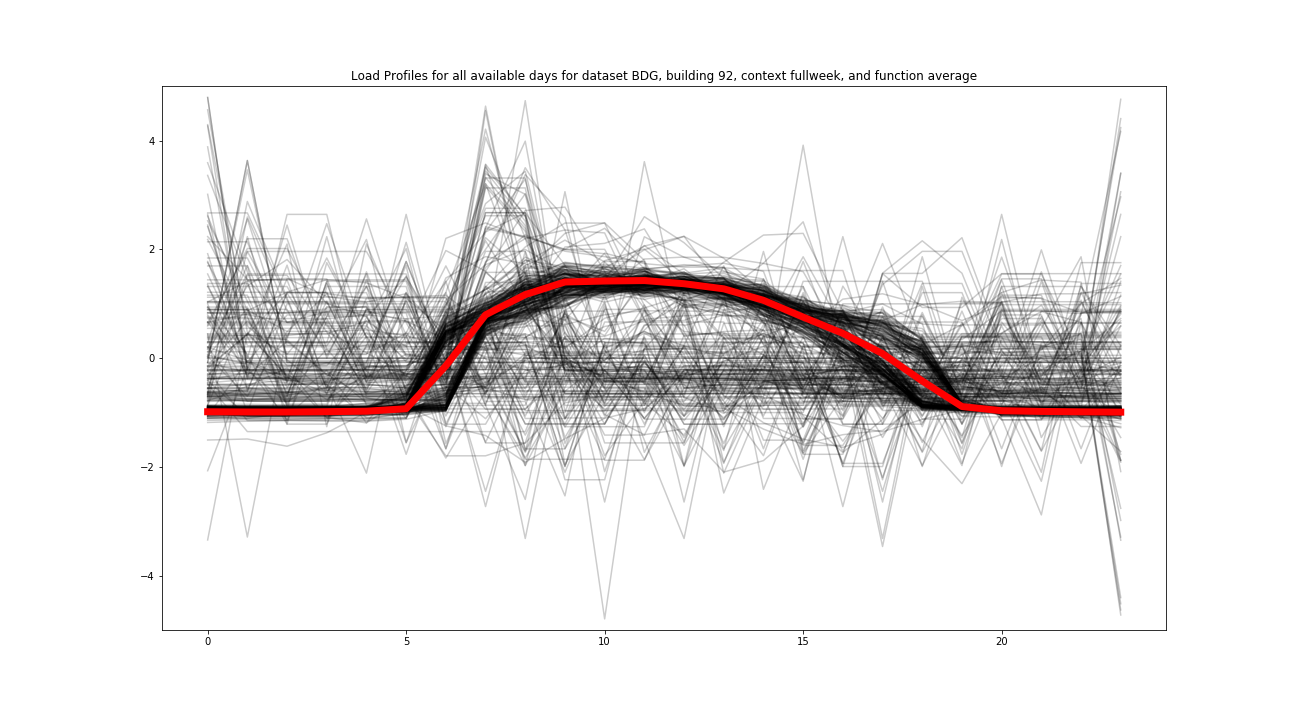 Load Profiles for all available days for dataset BDG, building 92, context fullweek, and function average
4
2
0
−2
−4
0 5 10 15 20